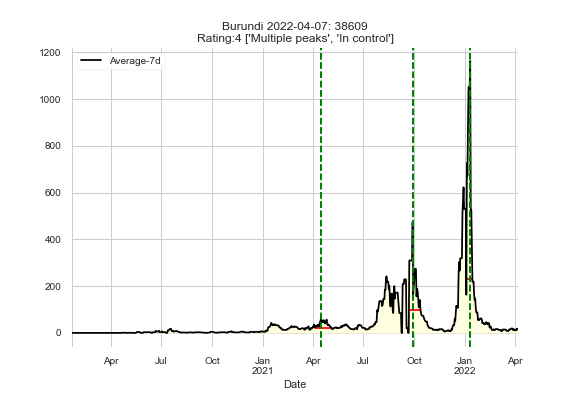 Burundi 2022-04-07: 38609
Rating:4 ['Multiple peaks', 'In control']
Average-7d
1200
1000
800
600
400
200
0
Apr Jul Oct Jan Apr Jul Oct Jan Apr
2021 2022
Date